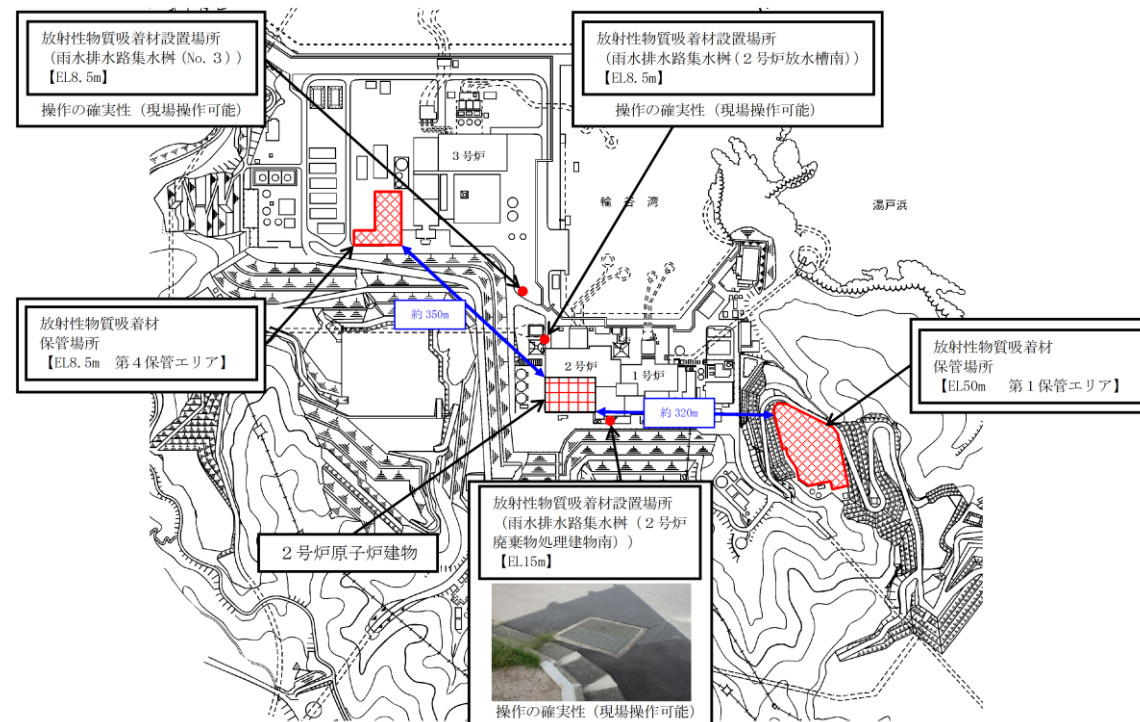 放射性物質吸着材設置場所
（雨水排水路集水桝（No.３））
【EL8.5m】
操作の確実性（現場操作可能）
放射性物質吸着材設置場所
（雨水排水路集水桝（２号炉放水槽南））
【EL8.5m】
操作の確実性（現場操作可能）
３号炉
輪谷湾
湯戸浜
放射性物質吸着材
保管場所
【EL8.5m　第４保管エリア】
約350m
２号炉
１号炉
約320m
放射性物質吸着材
保管場所
【EL50m　第１保管エリア】
２号炉原子炉建物
放射性物質吸着材設置場所
（雨水排水路集水桝（２号炉
廃棄物処理建物南））
【EL15m】
操作の確実性（現場操作可能）